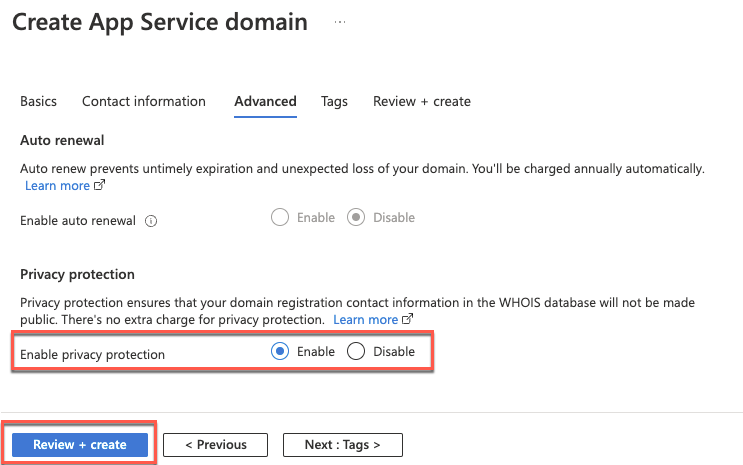 Create App Service domain ...
Basics Contact information Advanced Tags Review + create
Auto renewal
Auto renew prevents untimely expiration and unexpected loss of your domain. You'll be charged annually automatically.
Learn more
Enable auto renewal Enable Disable
Privacy protection
Privacy protection ensures that your domain registration contact information in the WHOIS database will not be made
public. There's no extra charge for privacy protection. Learn more
Enable privacy protection Enable Disable
Review + create < Previous Next : Tags >